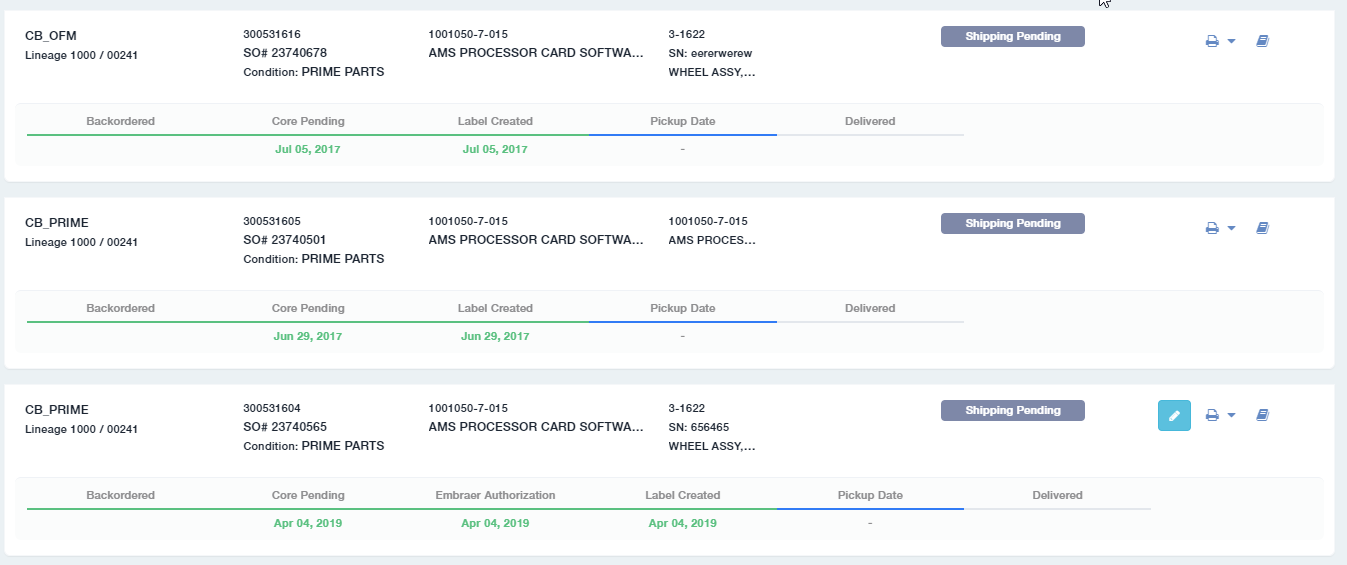 CB_OFM
Lineage 1000 / 00241
300531616
SO# 23740678
Condition: PRIME PARTS
1001050-7-015
AMS PROCESSOR CARD SOFTWA...
3-1622
SN: eererwerew
WHEEL ASSY,...
Shipping Pending
Backordered Core Pending Label Created Pickup Date Delivered
Jul 05, 2017 Jul 05, 2017 -
CB_PRIME
Lineage 1000 / 00241
300531605
SO# 23740501
Condition: PRIME PARTS
1001050-7-015
AMS PROCESSOR CARD SOFTWA...
1001050-7-015
AMS PROCES...
Shipping Pending
Backordered Core Pending Label Created Pickup Date Delivered
Jun 29, 2017 Jun 29, 2017 -
CB_PRIME
Lineage 1000 / 00241
300531604
SO# 23740565
Condition: PRIME PARTS
1001050-7-015
AMS PROCESSOR CARD SOFTWA...
3-1622
SN: 656465
WHEEL ASSY,...
Shipping Pending
Backordered Core Pending Embraer Authorization Label Created Pickup Date Delivered
Apr 04, 2019 Apr 04, 2019 Apr 04, 2019 -